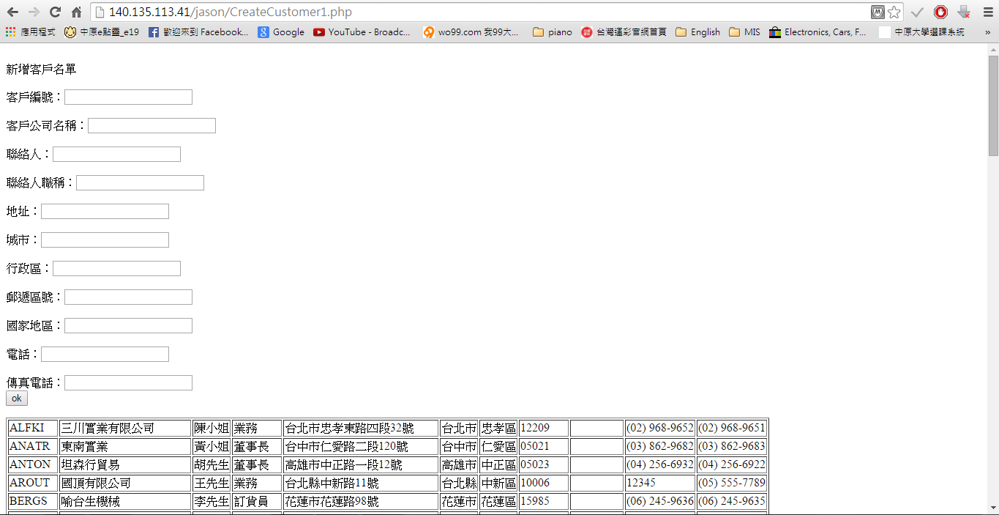 140.135.113.41/jason/CreateCustomer1.php
應用程式 中原e點靈_e19 歡迎來到 Facebook... Google YouTube - Broadc... wo99.com 我99大... piano 台灣運彩官網首頁 English MIS Electronics, Cars, F... 中原大學選課系統 »
新增客戶名單
客戶編號：
客戶公司名稱：
聯絡人：
聯絡人職稱：
地址：
城市：
行政區：
郵遞區號：
國家地區：
電話：
傳真電話：
ok
ALFKI 三川實業有限公司 陳小姐 業務 台北市忠孝東路四段32號 台北市 忠孝區 12209 (02) 968-9652 (02) 968-9651
ANATR 東南實業 黃小姐 董事長 台中市仁愛路二段120號 台中市 仁愛區 05021 (03) 862-9682 (03) 862-9683
ANTON 坦森行貿易 胡先生 董事長 高雄市中正路一段12號 高雄市 中正區 05023 (04) 256-6932 (04) 256-6922
AROUT 國頂有限公司 王先生 業務 台北縣中新路11號 台北縣 中新區 10006 12345 (05) 555-7789
BERGS 喻台生機械 李先生 訂貨員 花蓮市花蓮路98號 花蓮市 花蓮區 15985 (06) 245-9636 (06) 245-9635